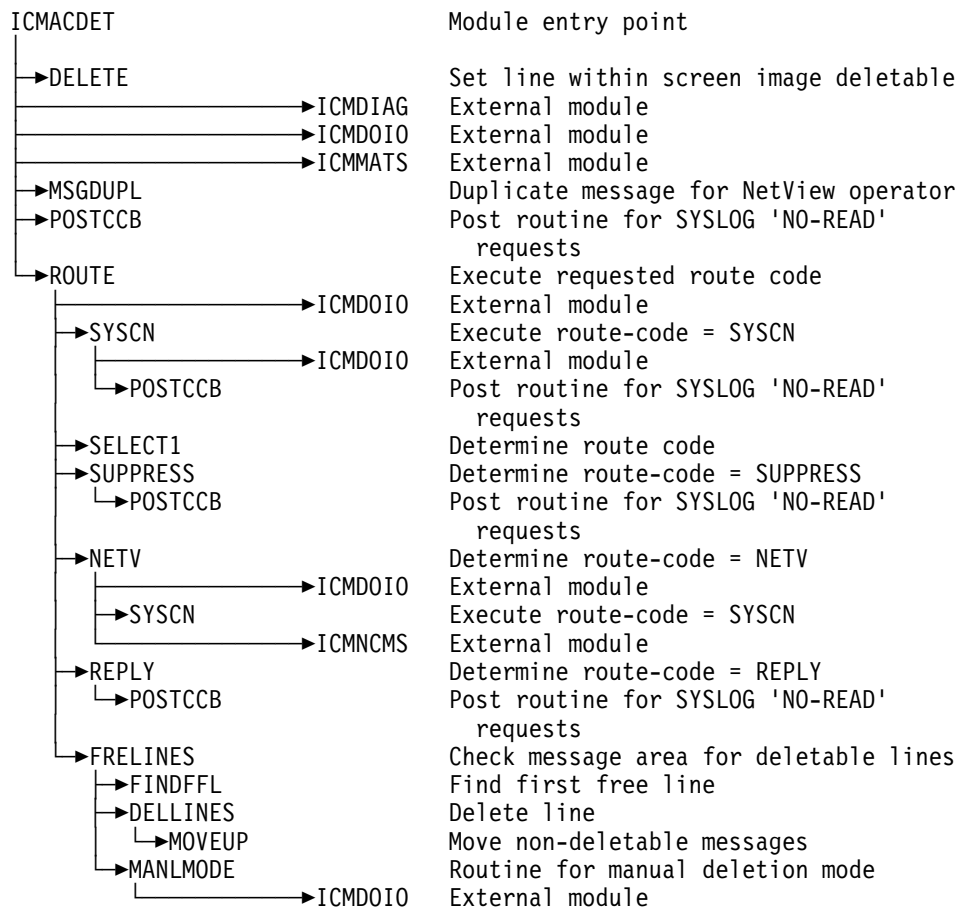 ICMACDET Module entry point
DELETE Set line within screen image deletable
ICMDIAG External module
ICMDOIO External module
ICMMATS External module
MSGDUPL Duplicate message for NetView operator
POSTCCB Post routine for SYSLOG 'NO-READ'
requests
ROUTE Execute requested route code
ICMDOIO External module
SYSCN Execute route-code = SYSCN
ICMDOIO External module
POSTCCB Post routine for SYSLOG 'NO-READ'
requests
SELECT1 Determine route code
SUPPRESS Determine route-code = SUPPRESS
POSTCCB Post routine for SYSLOG 'NO-READ'
requests
NETV Determine route-code = NETV
ICMDOIO External module
SYSCN Execute route-code = SYSCN
ICMNCMS External module
REPLY Determine route-code = REPLY
POSTCCB Post routine for SYSLOG 'NO-READ'
requests
FRELINES Check message area for deletable lines
FINDFFL Find first free line
DELLINES Delete line
MOVEUP Move non-deletable messages
MANLMODE Routine for manual deletion mode
ICMDOIO External module